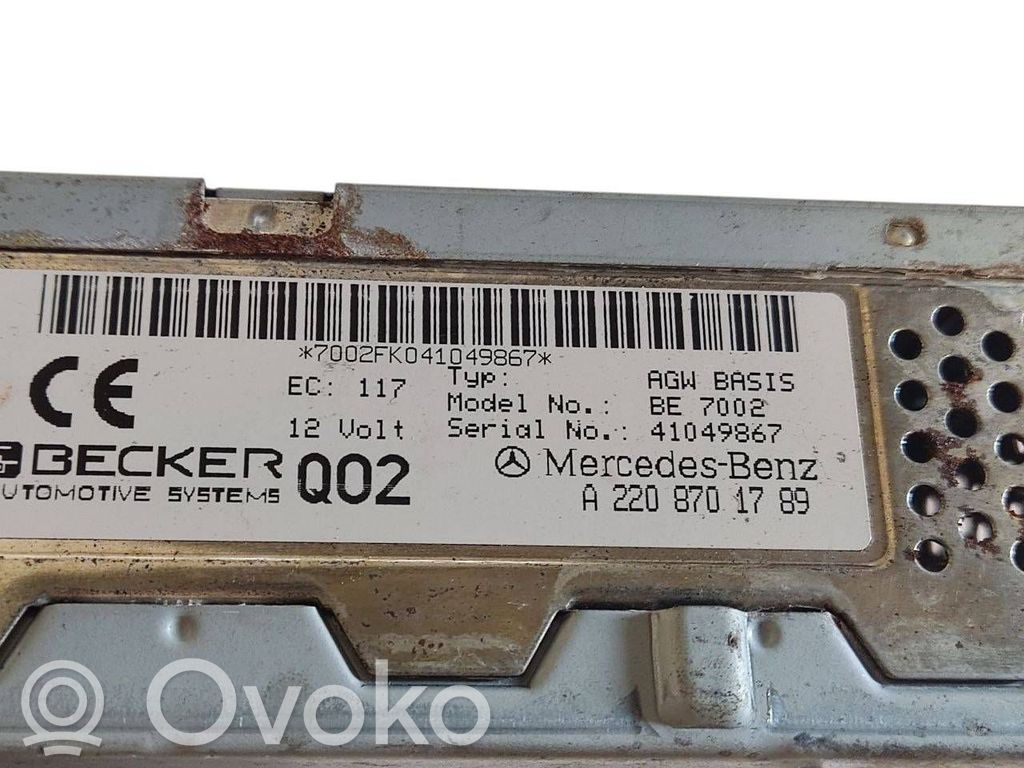 *7002FK041049867*
CE
EC: 117
12 Volt
Typ: AGW BASIS
Model No.: BE 7002
Serial No.: 41049867
BECKER
AUTOMOTIVE SYSTEMS
Q02
Mercedes-Benz
A 220 870 17 89
Ovoko